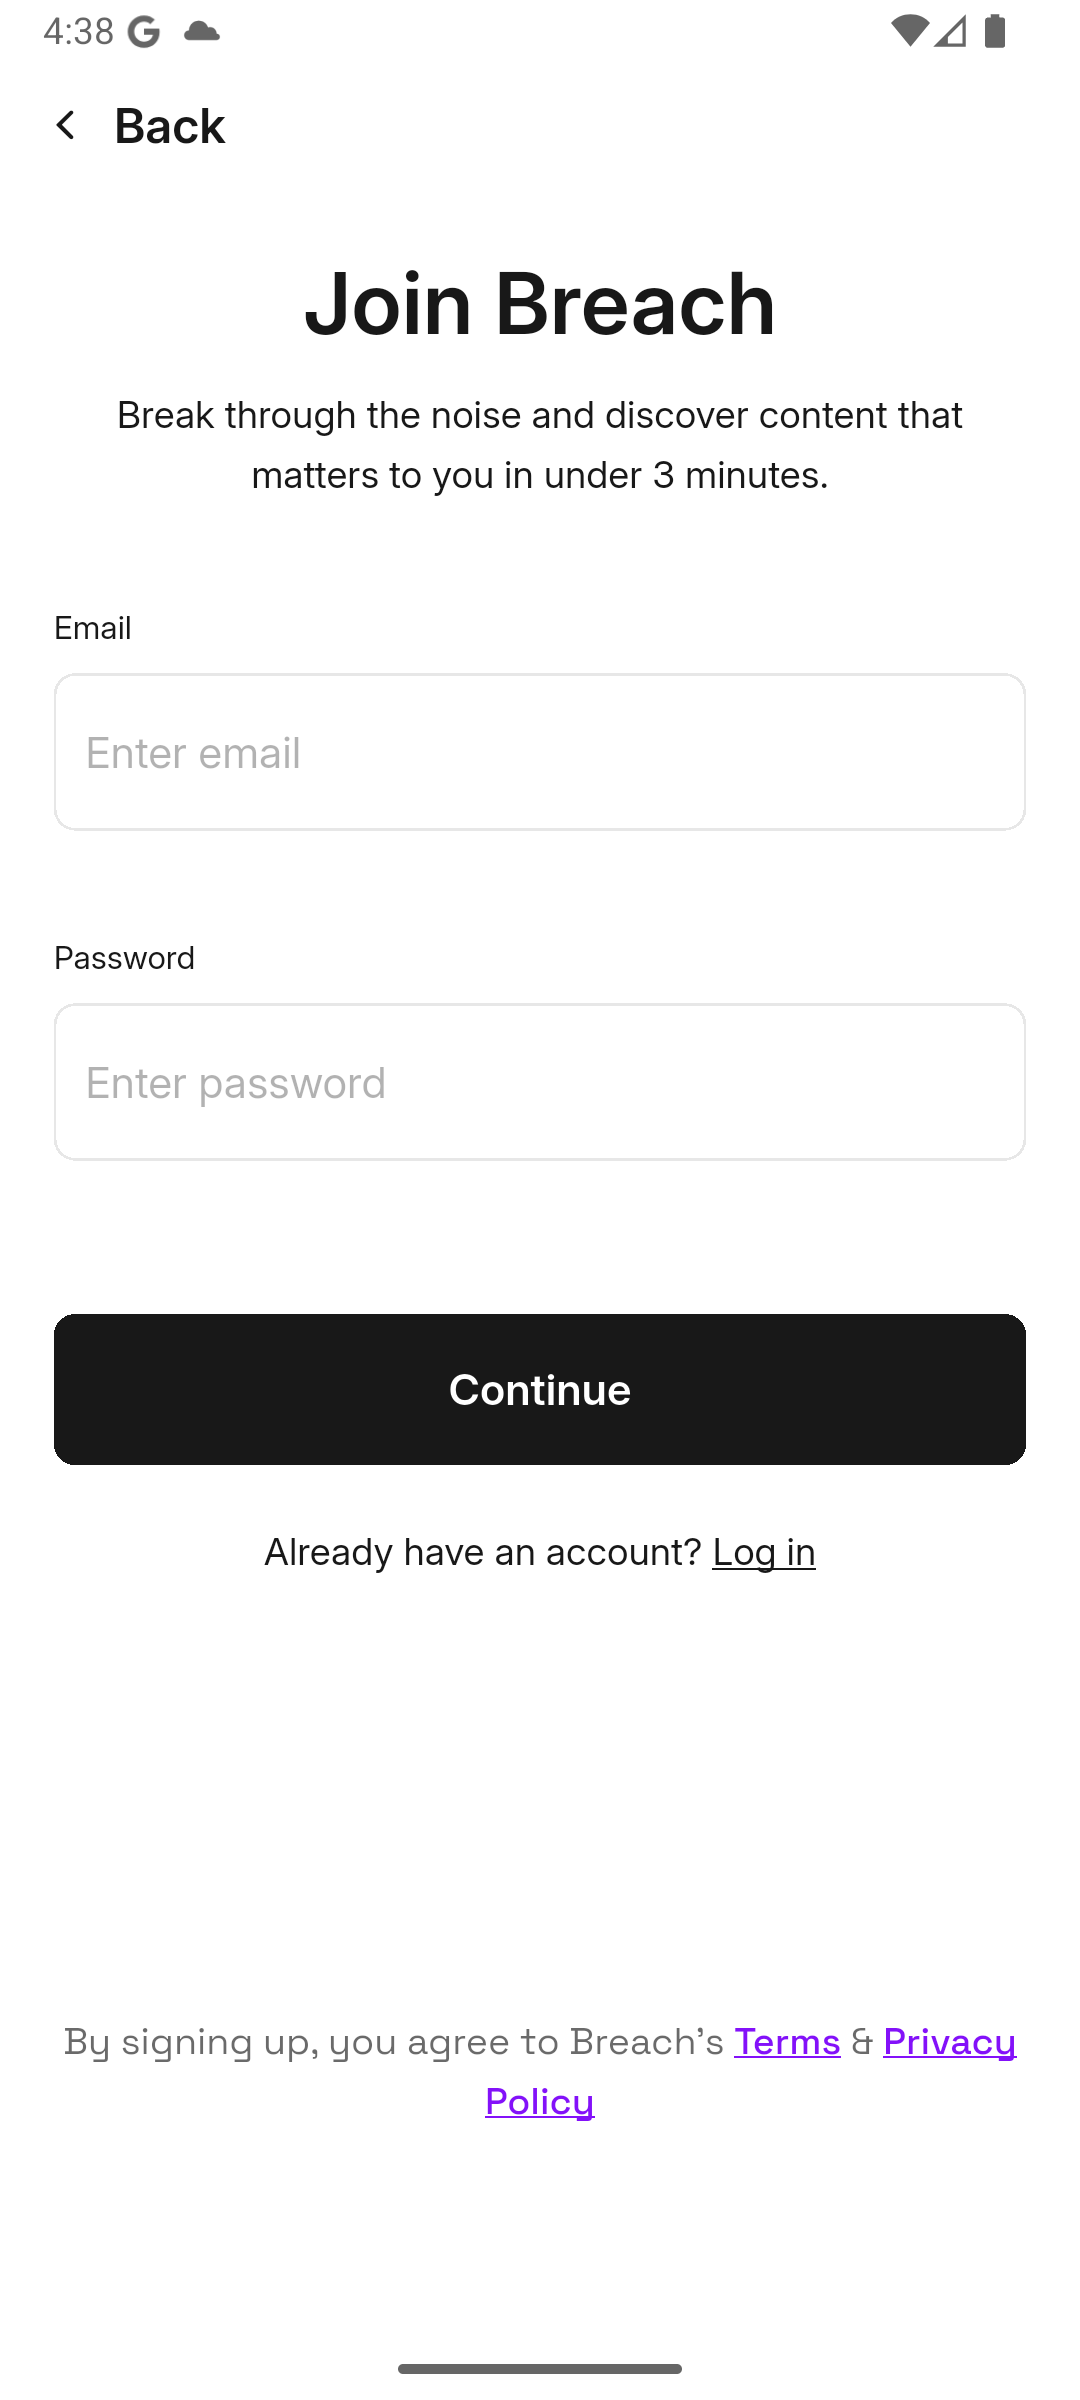 4:38
Back
Join Breach
Break through the noise and discover content that
matters to you in under 3 minutes.
Email
Enter email
Password
Enter password
Continue
Already have an account? Log in
By signing up, you agree to Breach's Terms & Privacy
Policy